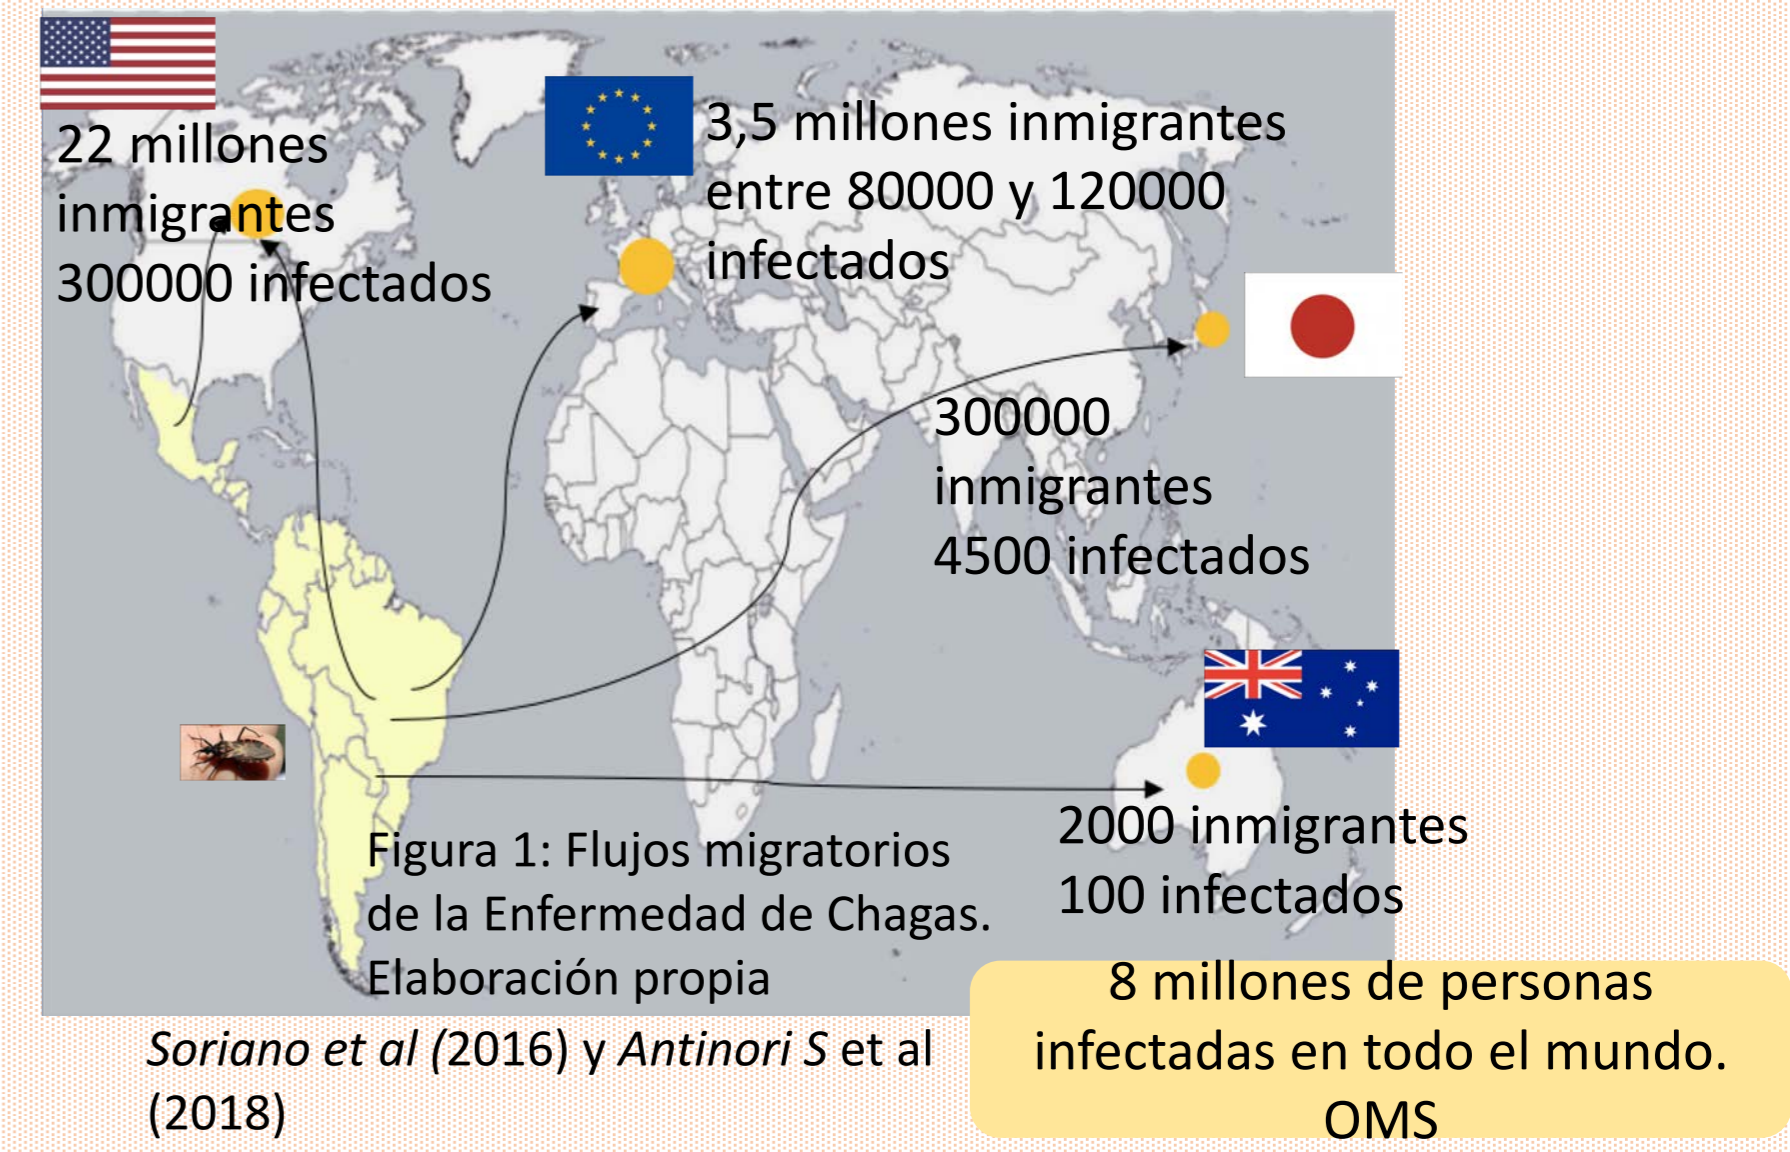 22 millones
inmigrantes
300000 infectados
3,5 millones inmigrantes
entre 80000 y 120000
infectados
300000
inmigrantes
4500 infectados
2000 inmigrantes
100 infectados
Figura 1: Flujos migratorios
de la Enfermedad de Chagas.
Elaboración propia
Soriano et al (2016) y Antinori S et al
(2018)
8 millones de personas
infectadas en todo el mundo.
OMS